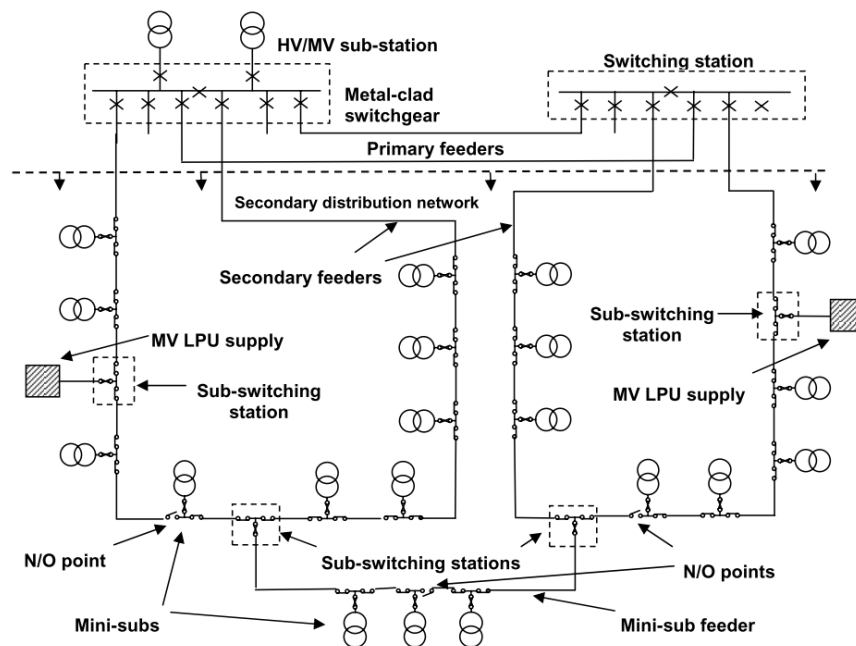 HV/MV sub-station
Switching station
Metal-clad
switchgear
Primary feeders
Secondary distribution network
Secondary feeders
Sub-switching
station
MV LPU supply
Sub-switching
station
MV LPU supply
N/O point
Sub-switching stations
N/O points
Mini-subs
Mini-sub feeder